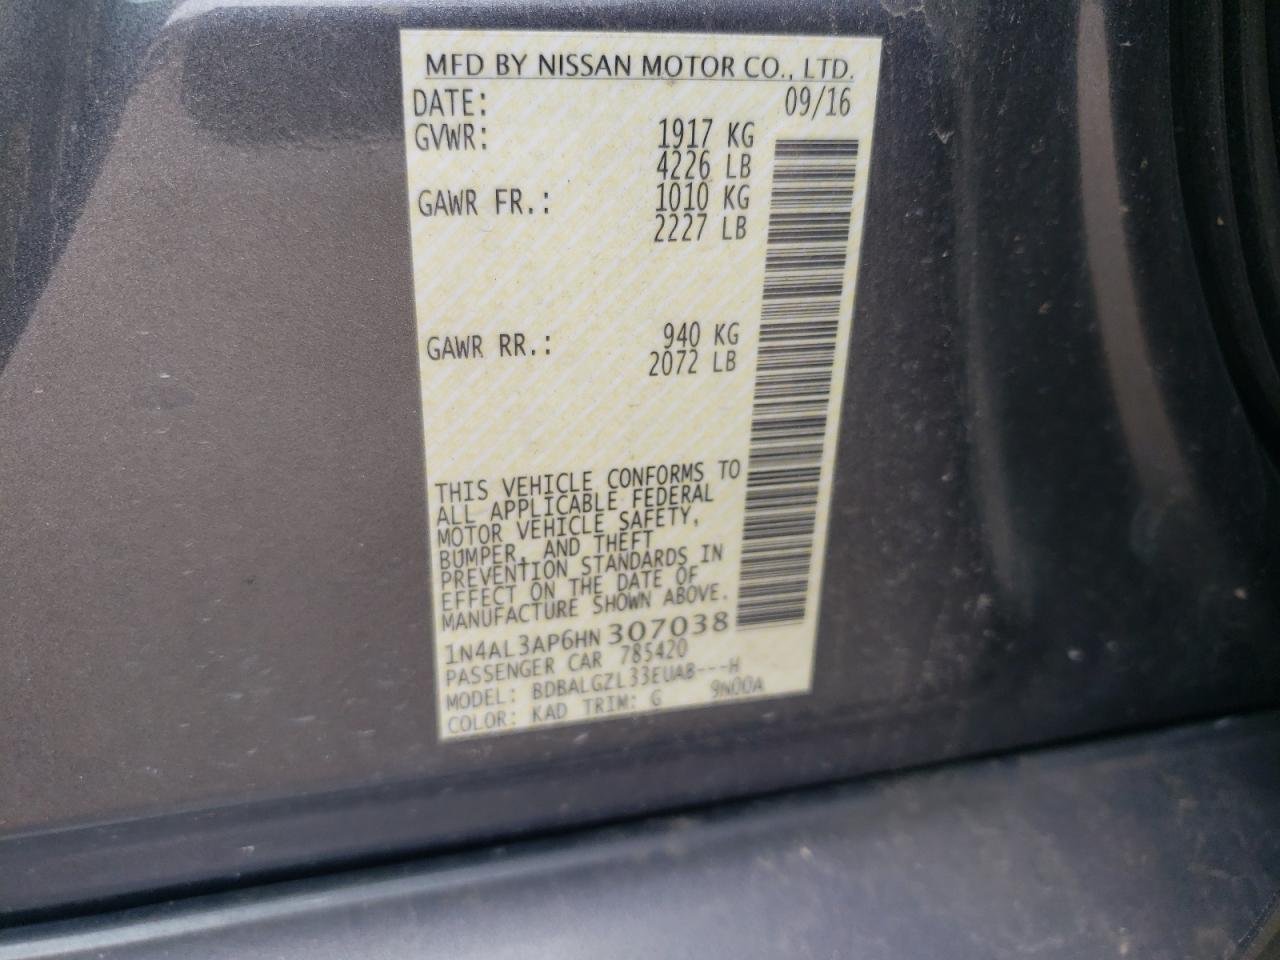 MFD BY NISSAN MOTOR CO., LTD.
DATE: 09/16
GVWR: 1917 KG
4226 LB
GAWR FR.: 1010 KG
2227 LB
GAWR RR.: 940 KG
2072 LB
THIS VEHICLE CONFORMS TO
ALL APPLICABLE FEDERAL
MOTOR VEHICLE SAFETY,
BUMPER, AND THEFT
PREVENTION STANDARDS IN
EFFECT ON THE DATE OF
MANUFACTURE SHOWN ABOVE.
1N4AL3AP6HN307038
PASSENGER CAR 785420
MODEL: BDBALGZL33EUAB---H
COLOR: KAD TRIM: G 9N00A